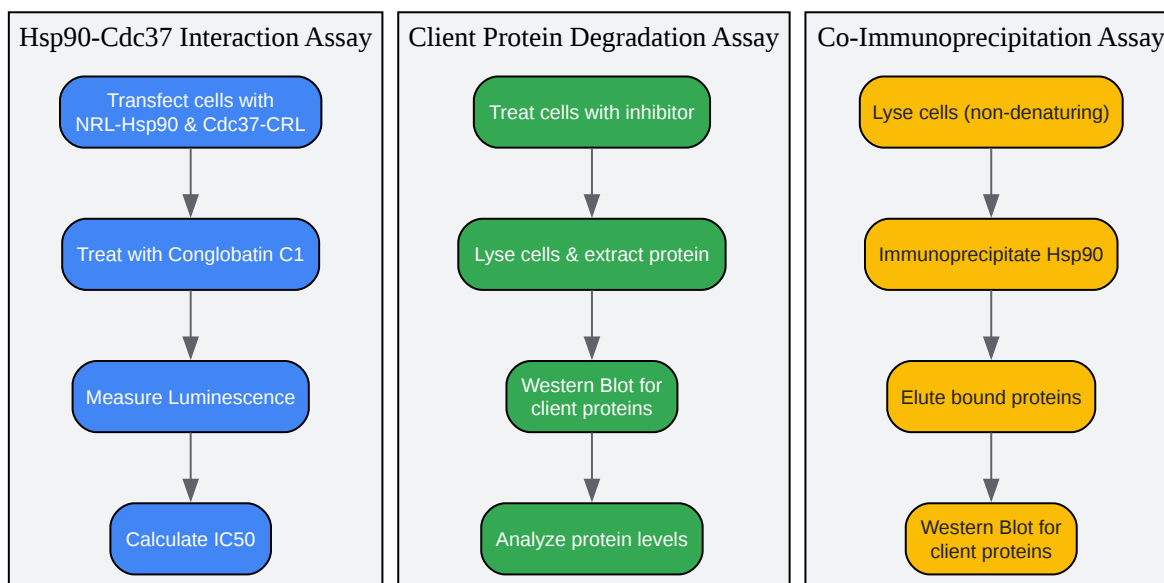 Hsp90-Cdc37 Interaction Assay
Transfect cells with
NRL-Hsp90 & Cdc37-CRL
Treat with Conglobatin C1
Measure Luminescence
Calculate IC50
Client Protein Degradation Assay
Treat cells with inhibitor
Lyse cells & extract protein
Western Blot for
client proteins
Analyze protein levels
Co-Immunoprecipitation Assay
Lyse cells (non-denaturing)
Immunoprecipitate Hsp90
Elute bound proteins
Western Blot for
client proteins